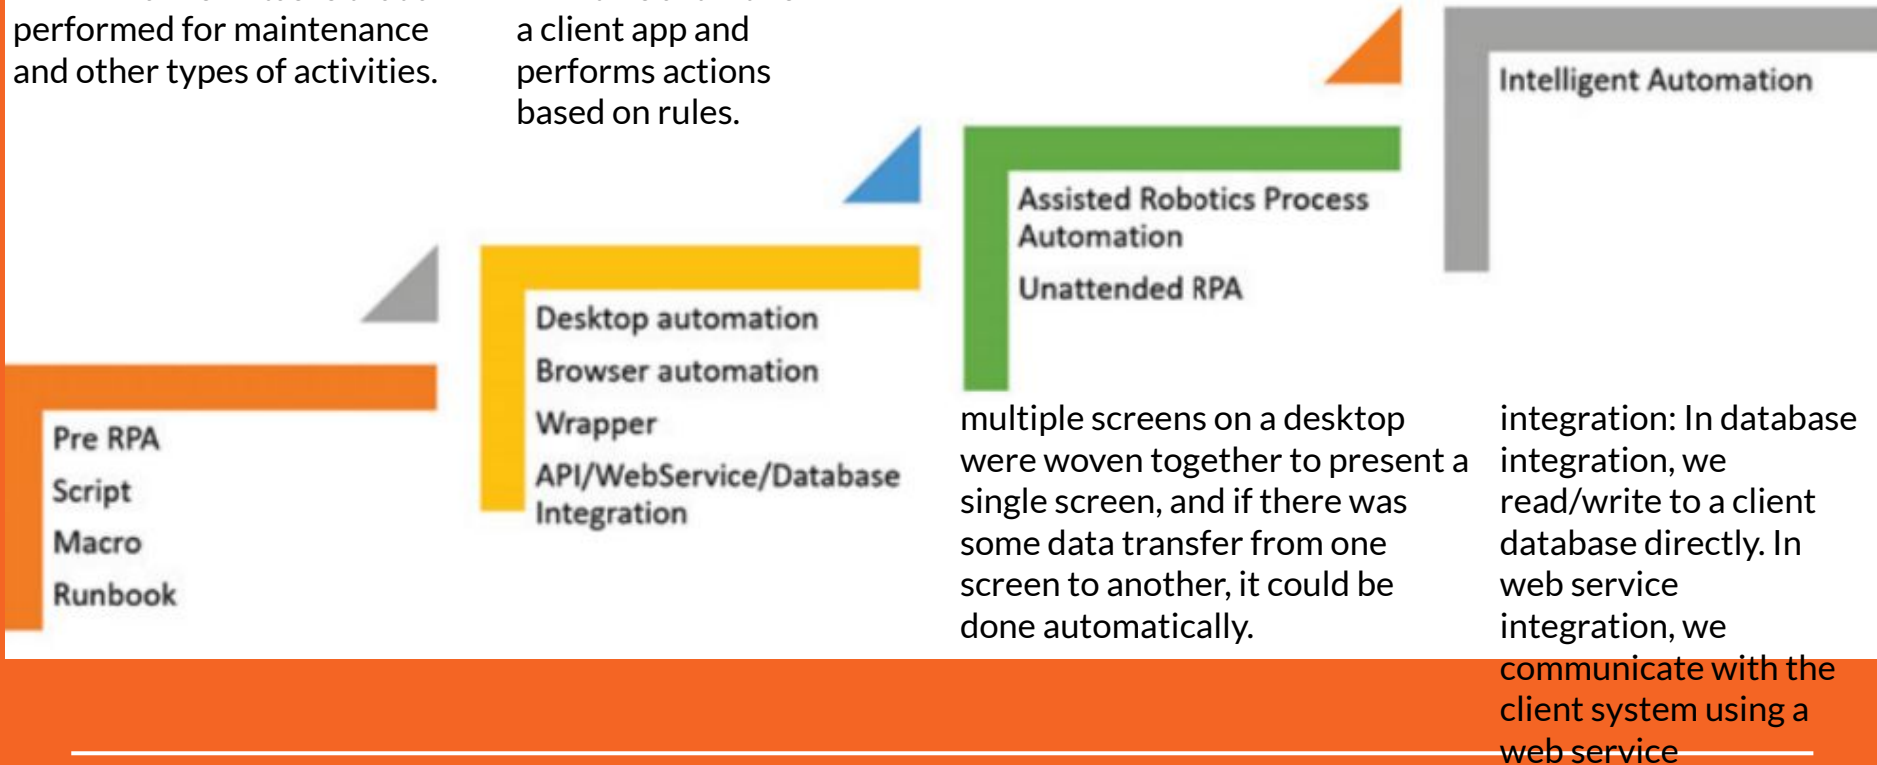 performed for maintenance
and other types of activities.
a client app and
performs actions
based on rules.
Intelligent Automation
Assisted Robotics Process
Automation
Unattended RPA
Desktop automation
Browser automation
Wrapper
API/WebService/Database
Integration
Pre RPA
Script
Macro
Runbook
multiple screens on a desktop
were woven together to present a
single screen, and if there was
some data transfer from one
screen to another, it could be
done automatically.
integration: In database
integration, we
read/write to a client
database directly. In
web service
integration, we
communicate with the
client system using a
web service